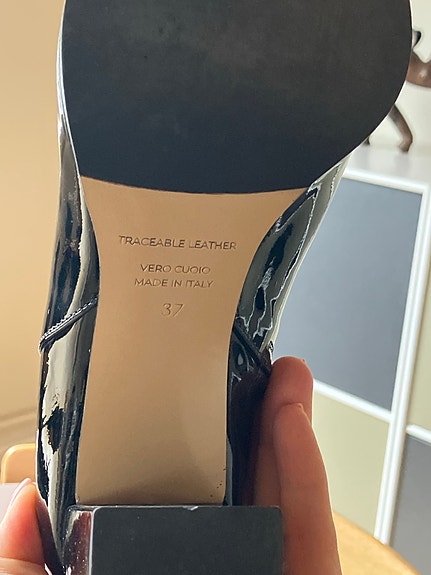 TRACEABLE LEATHER
VERO CUOIO
MADE IN ITALY
37